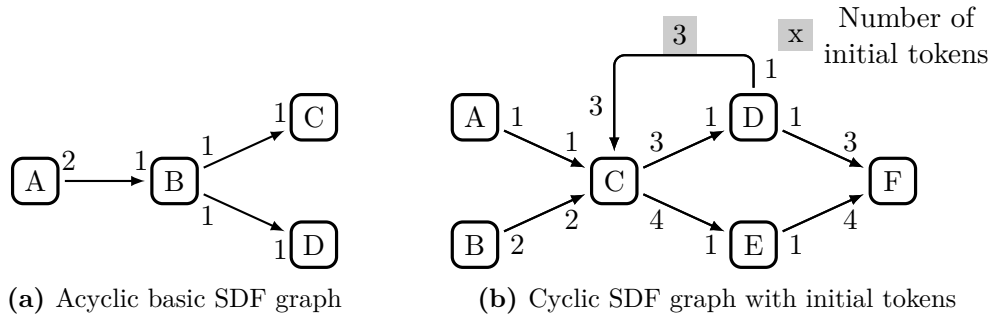 3
x
Number of
initial tokens
1
A
2
1
B
1
1
C
1
1
D
A
1
1
B
2
2
3
C
3
1
D
1
3
4
1
E
1
4
F
(a) Acyclic basic SDF graph
(b) Cyclic SDF graph with initial tokens